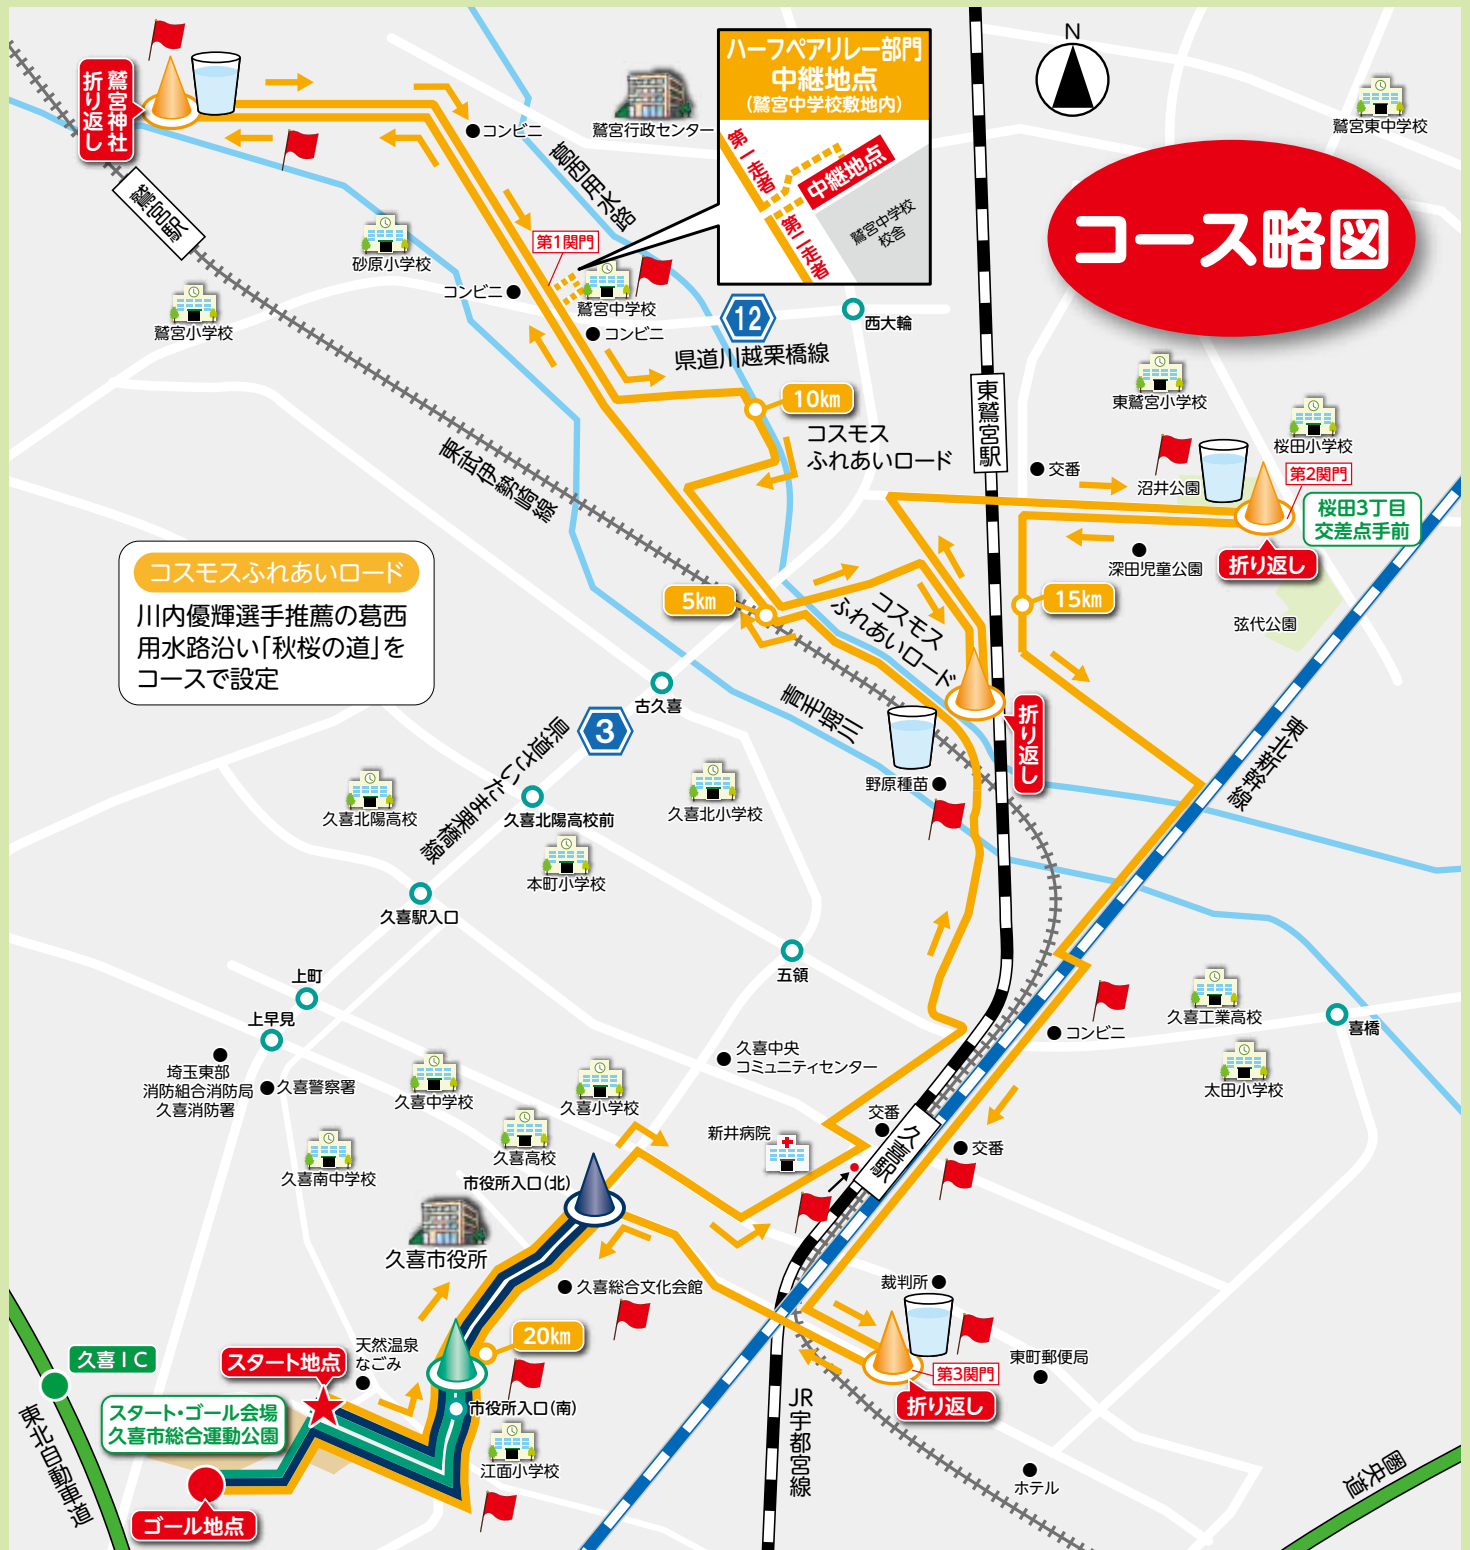 コース略図
N
ハーフペアリレー部門
中継地点
(鷲宮中学校敷地内)
第一走者
中継地点
第二走者
鷲宮中学校
校舎
鷲宮神社
折り返し
コンビニ
鷲宮行政センター
鷲宮東中学校
葛西用水路
鷲宮駅
砂原小学校
第1関門
鷲宮中学校
コンビニ
鷲宮小学校
コンビニ
12
県道川越栗橋線
西大輪
東鷲宮小学校
東鷲宮駅
10km
コスモス
ふれあいロード
桜田小学校
東武伊勢崎線
交番
沼井公園
第2関門
桜田3丁目
交差点手前
折り返し
深田児童公園
15km
弦代公園
コスモスふれあいロード
川内優輝選手推薦の葛西
用水路沿い「秋桜の道」を
コースで設定
5km
コスモス
ふれあいロード
古久喜
青毛堀川
折り返し
3
県道さいたま栗橋線
東北新幹線
野原種苗
久喜北陽高校
久喜北陽高校前
久喜北小学校
本町小学校
久喜駅入口
五領
上町
上早見
久喜工業高校
喜橋
コンビニ
埼玉東部
消防組合消防局
久喜消防署
久喜警察署
久喜中央
コミュニティセンター
久喜中学校
久喜小学校
太田小学校
久喜高校
新井病院
交番
久喜駅
交番
久喜南中学校
市役所入口(北)
久喜市役所
久喜総合文化会館
裁判所
20km
久喜IC
スタート地点
天然温泉
なごみ
第3関門
東町郵便局
折り返し
スタート・ゴール会場
久喜市総合運動公園
市役所入口(南)
東北自動車道
JR宇都宮線
江面小学校
ホテル
圏央道
ゴール地点